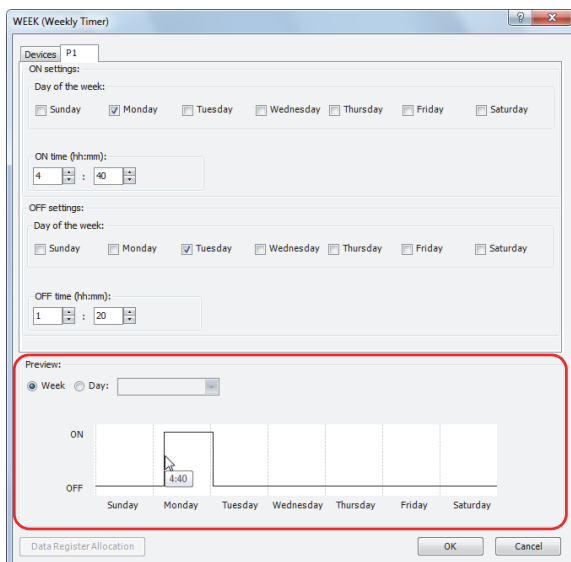 WEEK (Weekly Timer)
Devices P1
ON settings:
Day of the week:
Sunday Monday Tuesday Wednesday Thursday Friday Saturday
ON time (hh:mm):
4 : 40
OFF settings:
Day of the week:
Sunday Monday Tuesday Wednesday Thursday Friday Saturday
OFF time (hh:mm):
1 : 20
Preview:
Week Day:
ON
4:40
OFF
Sunday Monday Tuesday Wednesday Thursday Friday Saturday
Data Register Allocation OK Cancel